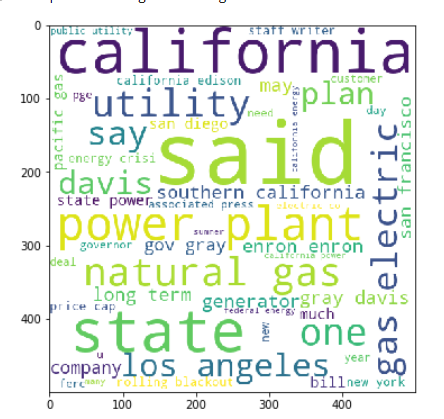 0
public utility staff writer
california
california edison may customer
100
pge utility plan
pacific gas need california energy day
say san diego
energy crisi said san francisco
200
davis southern california
state power associated press electric co
power plant gas electric
300
governor sumner gov gray enron enron
deal natural gas california power
long term generator gray davis
price cap federal energy much
400
state new one
u year
company los angeles
ferc many rolling blackout bill new york
0 100 200 300 400